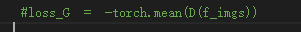 #loss_G = -torch.mean(D(f_imgs))